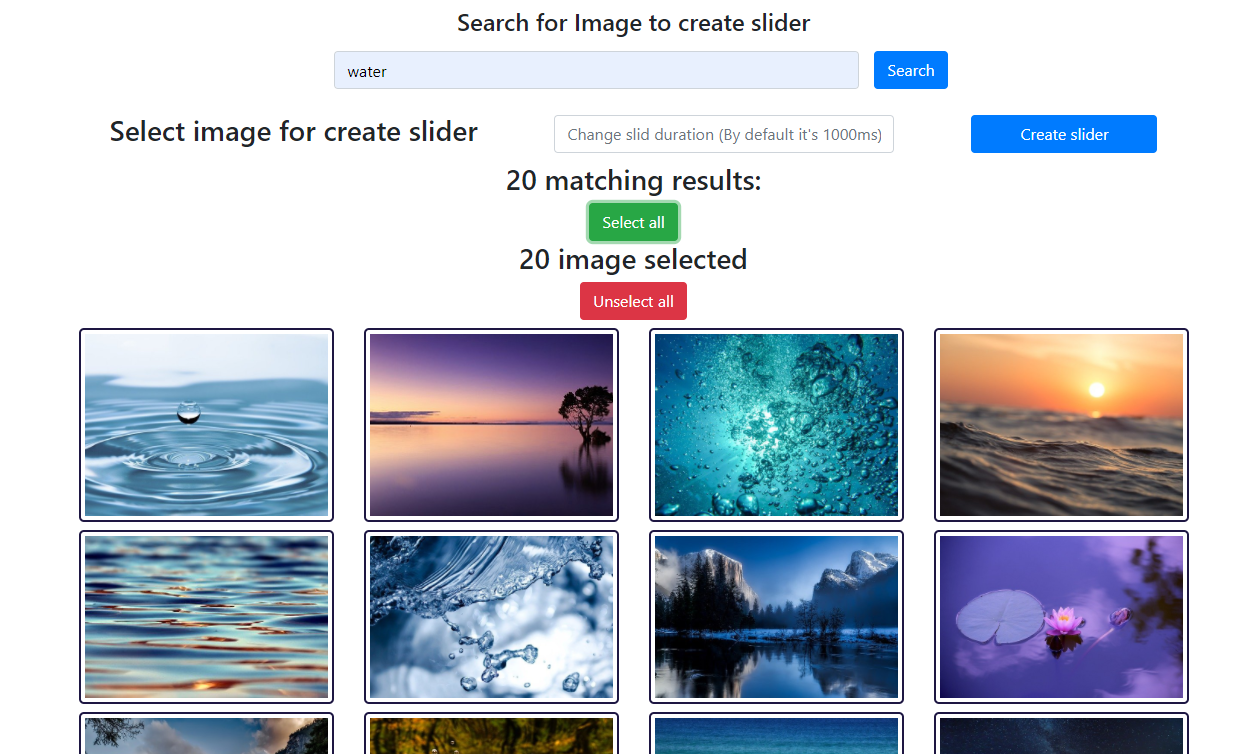 Search for Image to create slider
water
Search
Select image for create slider
Change slid duration (By default it's 1000ms)
Create slider
20 matching results:
Select all
20 image selected
Unselect all